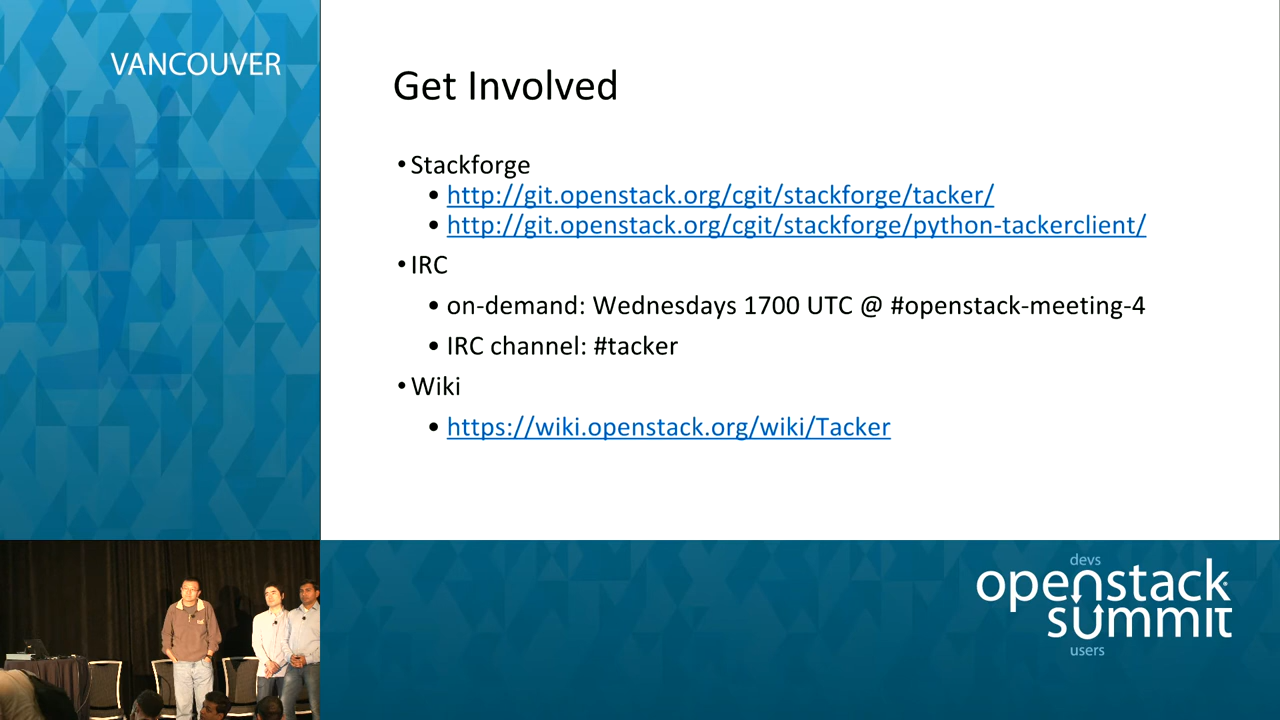 VANCOUVER
Get Involved
•Stackforge
• http://git.openstack.org/cgit/stackforge/tacker/
• http://git.openstack.org/cgit/stackforge/python-tackerclient/
•IRC
• on-demand: Wednesdays 1700 UTC @ #openstack-meeting-4
• IRC channel: #tacker
•Wiki
• https://wiki.openstack.org/wiki/Tacker
devs
openstack
summit
users